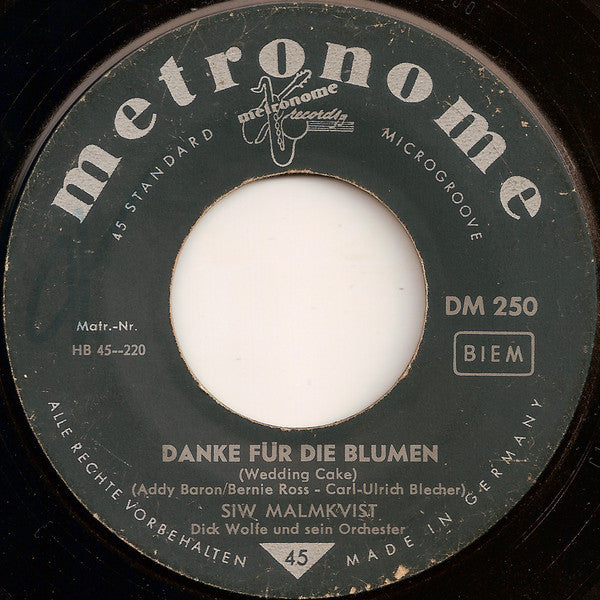 metronome
metronome
records
45 STANDARD
MICROGROOVE
DM 250
BIEM
Matr.-Nr.
HB 45--220
DANKE FÜR DIE BLUMEN
(Wedding Cake)
(Addy Baron/Bernie Ross - Carl-Ulrich Blecher)
SIW MALMKVIST
Dick Wolfe und sein Orchester
ALLE RECHTE VORBEHALTEN
45
MADE IN GERMANY